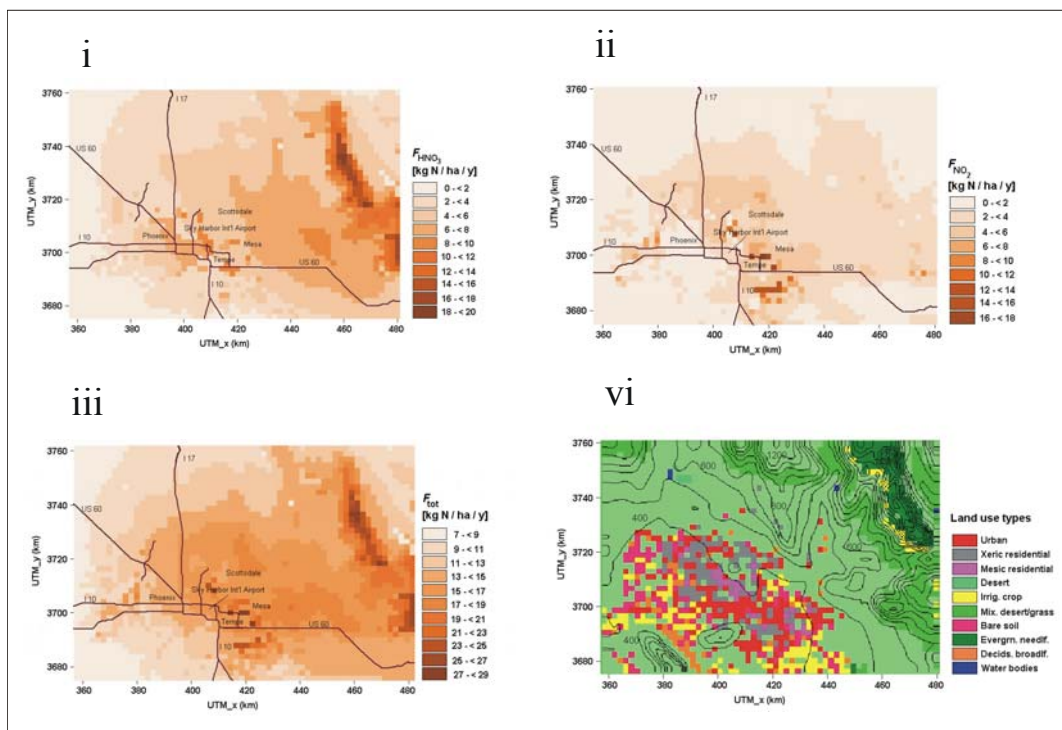 i
3760
3740
3720
3700
3680
I 17
US 60
Scottsdale
Sky Harbor Int'l Airport
I 10
Phoenix
Mesa
Tempe
US 60
I 10
360
380
400
420
440
460
480
UTM_x (km)
UTM_y (km)
F HNO3
[kg N / ha / y]
0 - < 2
2 - < 4
4 - < 6
6 - < 8
8 - < 10
10 - < 12
12 - < 14
14 - < 16
16 - < 18
18 - < 20
ii
3760
3740
3720
3700
3680
I 17
US 60
Scottsdale
Sky Harbor Int'l Airport
I 10
Phoenix
Mesa
Tempe
US 60
I 10
360
380
400
420
440
460
480
UTM_x (km)
UTM_y (km)
F NO2
[kg N / ha / y]
0 - < 2
2 - < 4
4 - < 6
6 - < 8
8 - < 10
10 - < 12
12 - < 14
14 - < 16
16 - < 18
iii
3760
3740
3720
3700
3680
I 17
US 60
Scottsdale
Sky Harbor Int'l Airport
I 10
Phoenix
Mesa
Tempe
US 60
I 10
360
380
400
420
440
460
480
UTM_x (km)
UTM_y (km)
F tot
[kg N / ha / y]
7 - < 9
9 - < 11
11 - < 13
13 - < 15
15 - < 17
17 - < 19
19 - < 21
21 - < 23
23 - < 25
25 - < 27
27 - < 29
vi
3760
3740
3720
3700
3680
800
1200
400
800
400
400
360
380
400
420
440
460
480
UTM_x (km)
UTM_y (km)
Land use types
Urban
Xeric residential
Mesic residential
Desert
Irrig. crop
Mix. desert/grass
Bare soil
Evergrn. needlf.
Decids. broadlf.
Water bodies